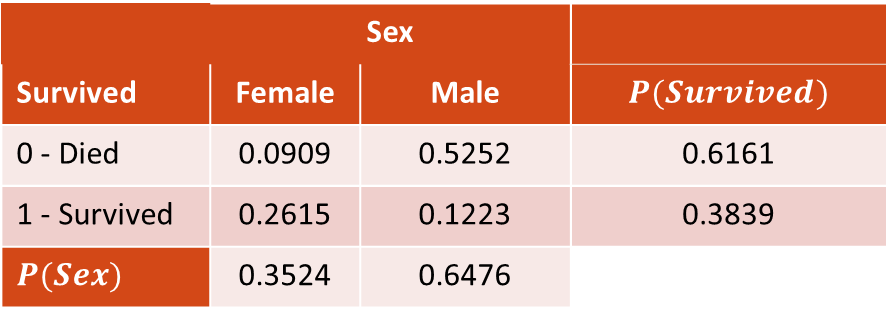 Sex
Survived Female Male P(Survived)
0 - Died 0.0909 0.5252 0.6161
1 - Survived 0.2615 0.1223 0.3839
P(Sex) 0.3524 0.6476